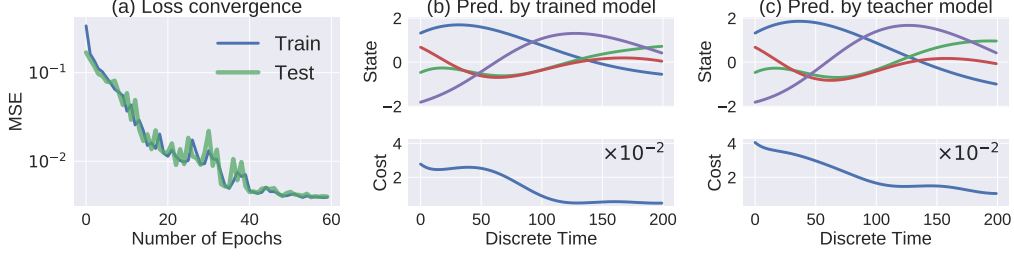 (a) Loss convergence
MSE
10⁻¹
10⁻²
Train
Test
0 20 40 60
Number of Epochs
(b) Pred. by trained model
State
2
0
−2
Cost
4
2
×10⁻²
0 50 100 150 200
Discrete Time
(c) Pred. by teacher model
State
2
0
−2
Cost
4
2
×10⁻²
0 50 100 150 200
Discrete Time